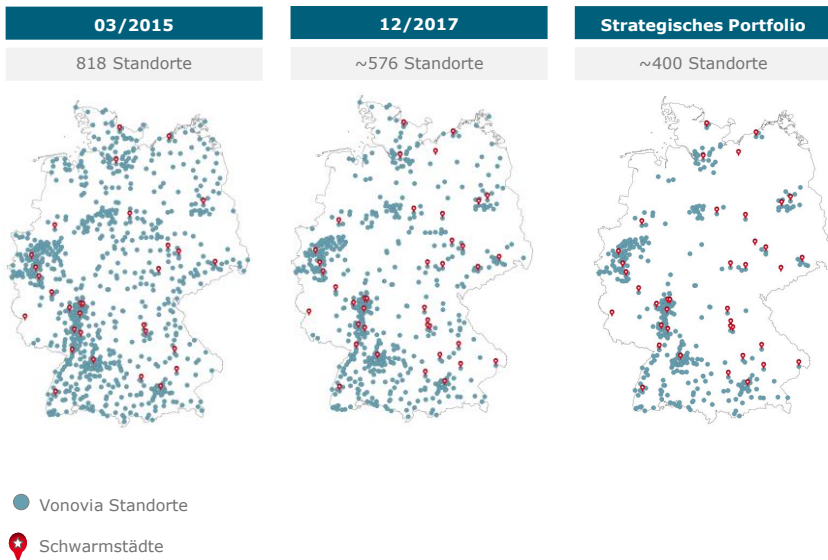 03/2015
12/2017
Strategisches Portfolio
818 Standorte
~576 Standorte
~400 Standorte
Vonovia Standorte
Schwarmstädte